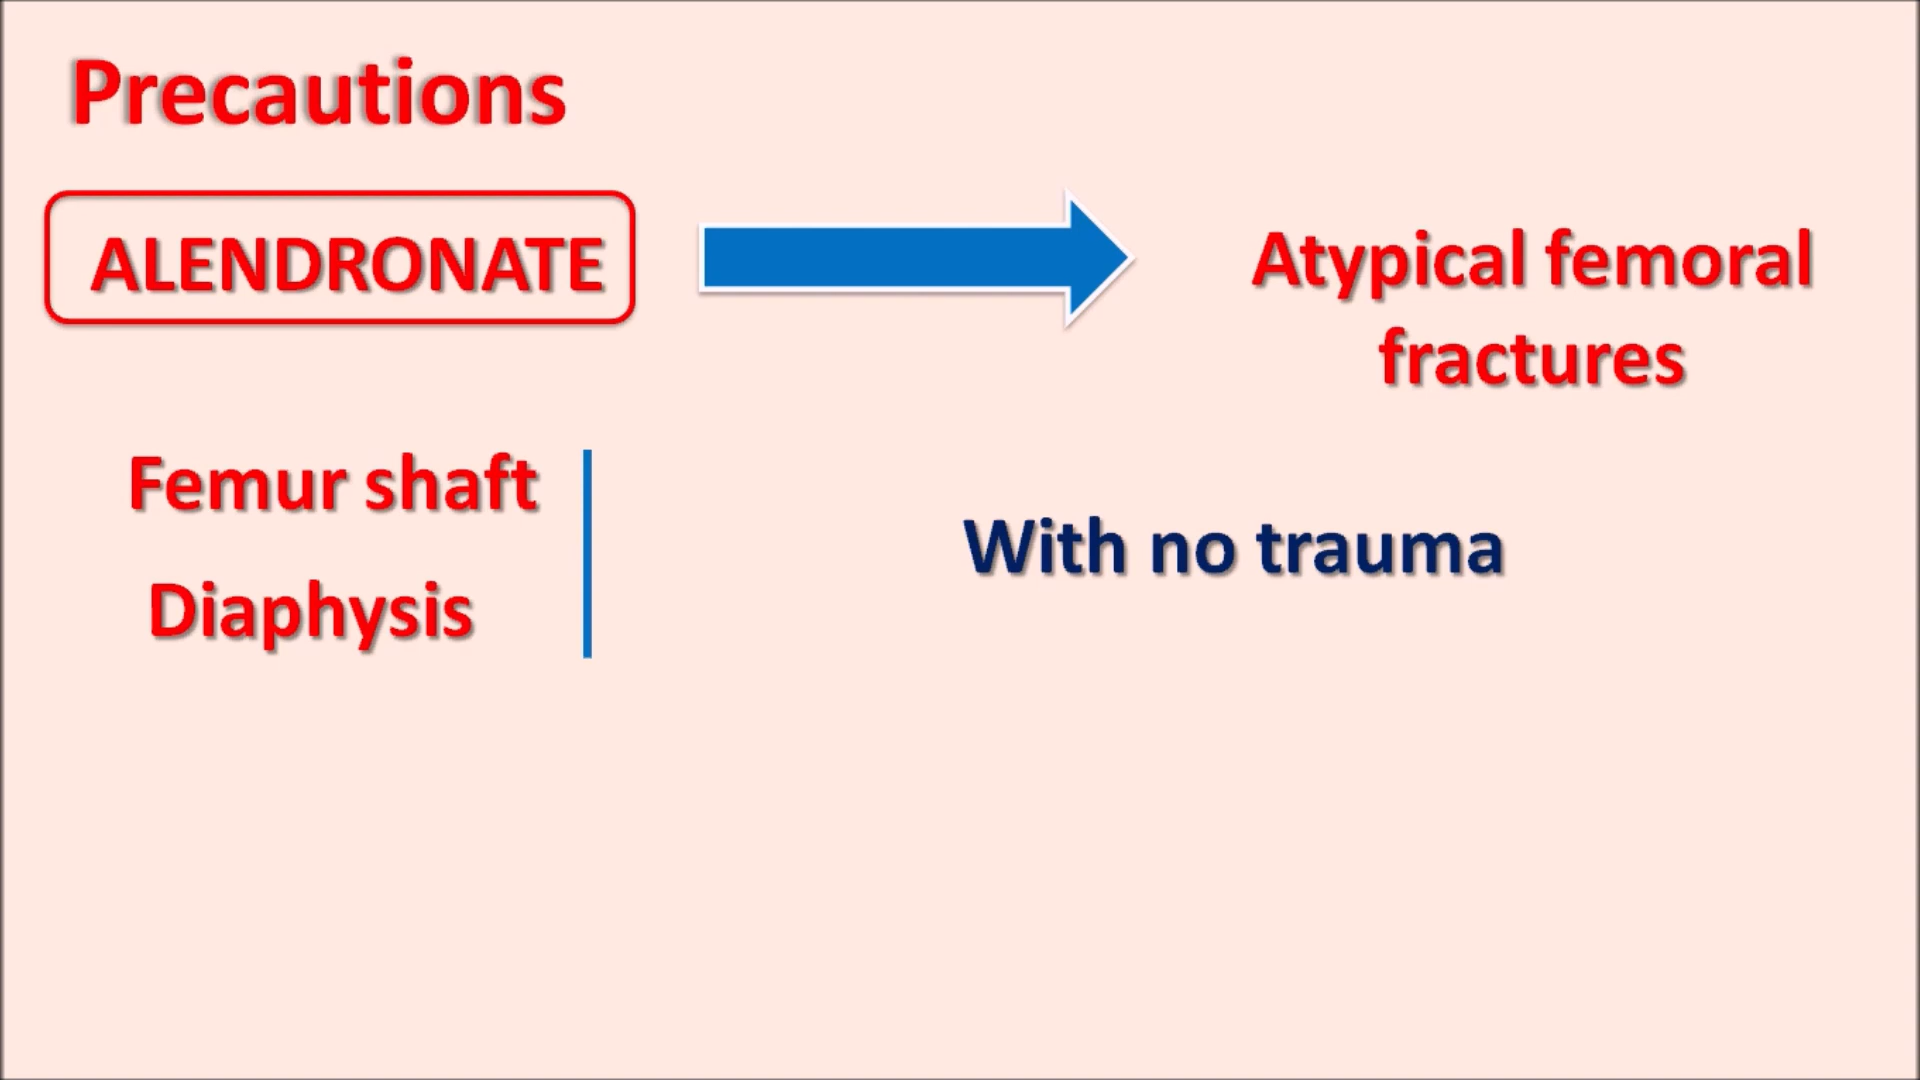 Precautions
ALENDRONATE
Atypical femoral
fractures
Femur shaft
Diaphysis
With no trauma